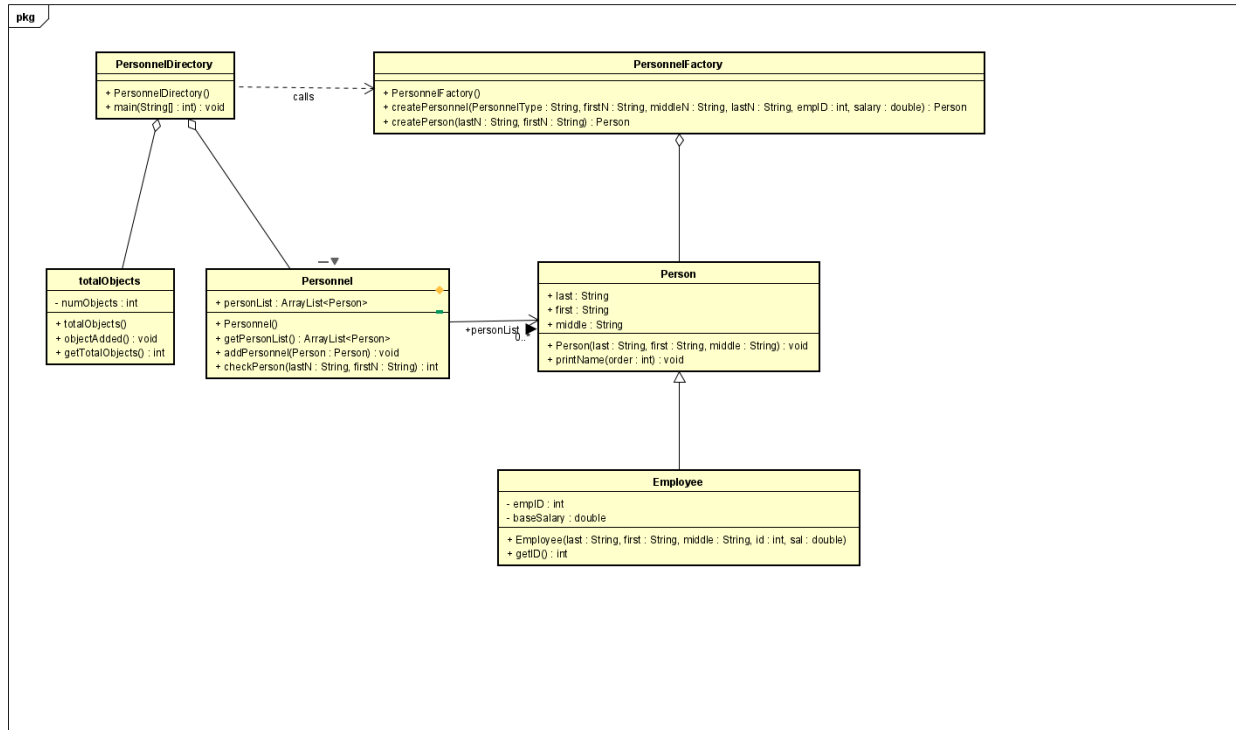 pkg
PersonnelDirectory
+ PersonnelDirectory()
+ main(String[] : int) : void
calls
PersonnelFactory
+ PersonnelFactory()
+ createPersonnel(PersonnelType : String, firstN : String, middleN : String, lastN : String, empID : int, salary : double) : Person
+ createPerson(lastN : String, firstN : String) : Person
totalObjects
- numObjects : int
+ totalObjects()
+ objectAdded() : void
+ getTotalObjects() : int
Personnel
+ personList : ArrayList<Person>
+ Personnel()
+ getPersonList() : ArrayList<Person>
+ addPersonnel(Person : Person) : void
+ checkPerson(lastN : String, firstN : String) : int
+personList
0..*
Person
+ last : String
+ first : String
+ middle : String
+ Person(last : String, first : String, middle : String) : void
+ printName(order : int) : void
Employee
- empID : int
- baseSalary : double
+ Employee(last : String, first : String, middle : String, id : int, sal : double)
+ getID() : int